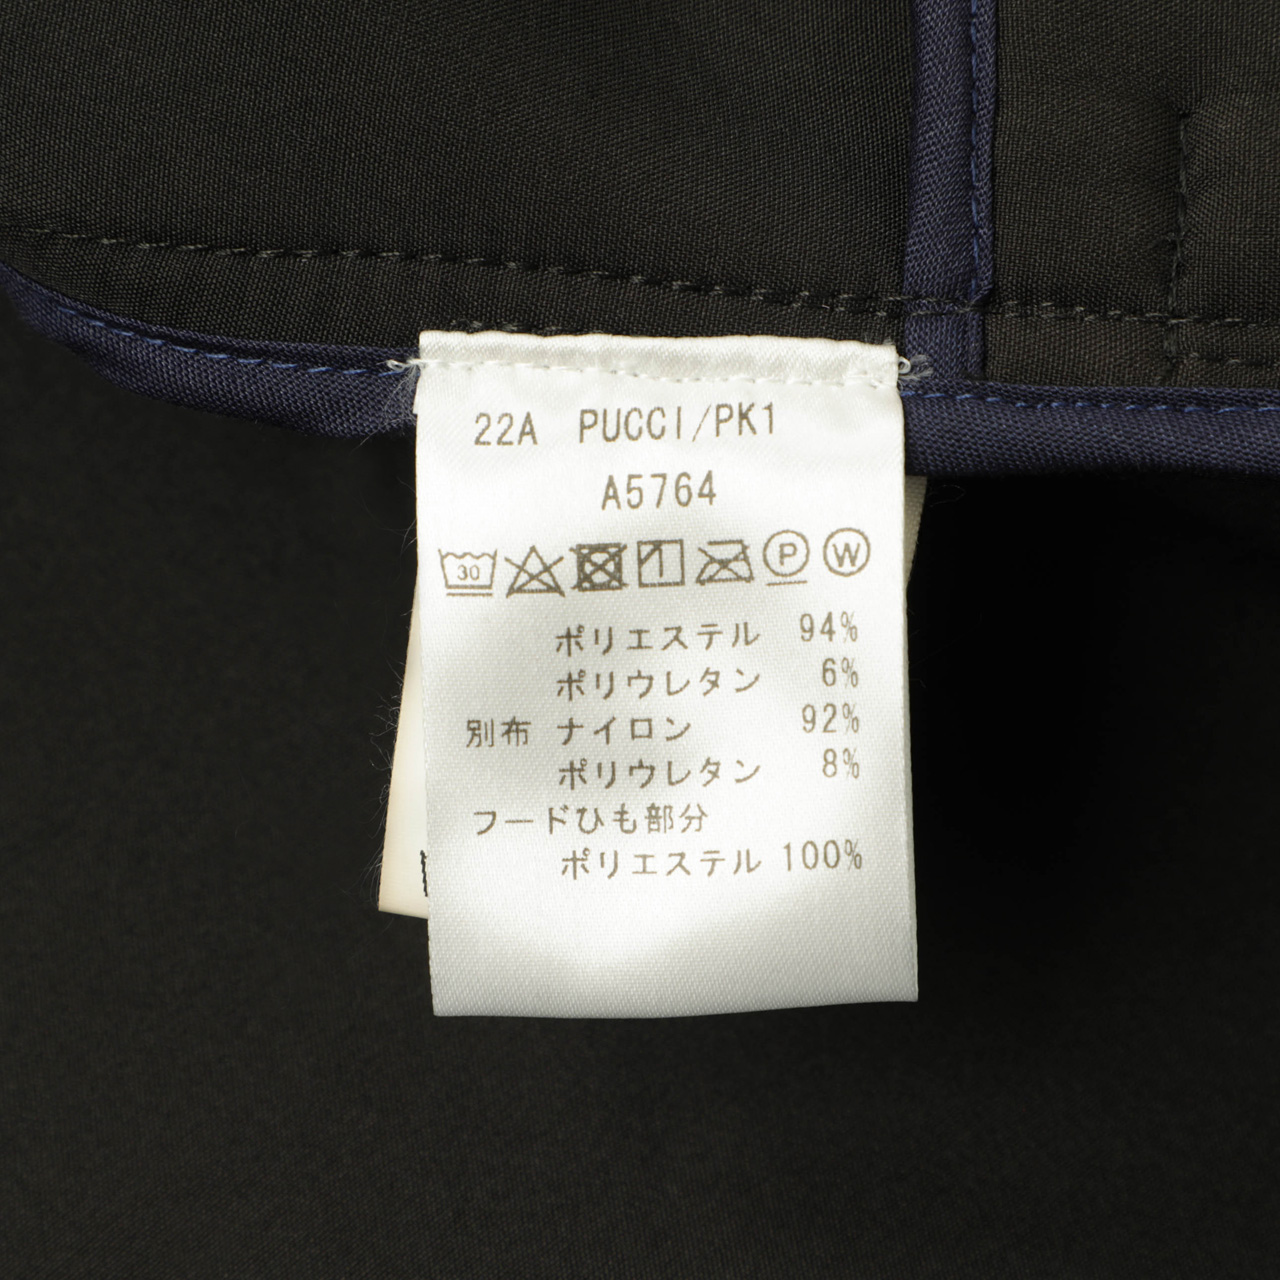 22A PUCCI/PK1
A5764
30 P W
ポリエステル 94%
ポリウレタン 6%
別布 ナイロン 92%
ポリウレタン 8%
フードひも部分
ポリエステル 100%